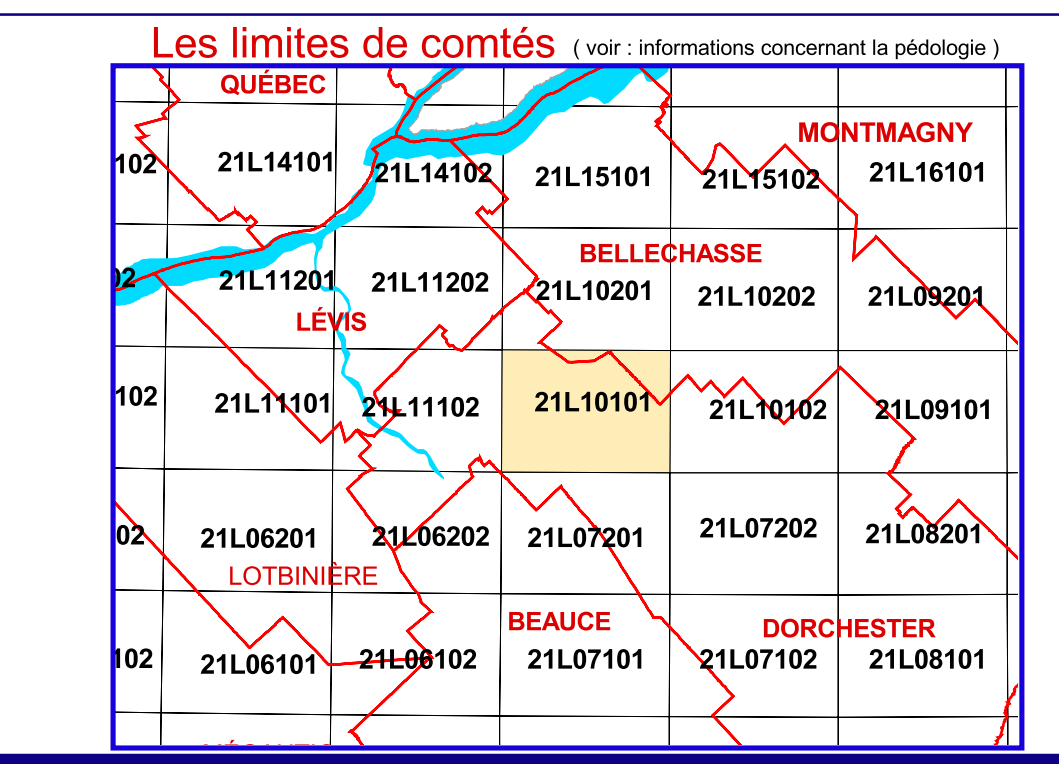 Les limites de comtés ( voir : informations concernant la pédologie )
QUÉBEC
MONTMAGNY
102 21L14101 21L14102 21L15101 21L15102 21L16101
BELLECHASSE
02 21L11201 21L11202 21L10201 21L10202 21L09201
LÉVIS
102 21L11101 21L11102 21L10101 21L10102 21L09101
02 21L06201 21L06202 21L07201 21L07202 21L08201
LOTBINIÈRE
BEAUCE DORCHESTER
102 21L06101 21L06102 21L07101 21L07102 21L08101